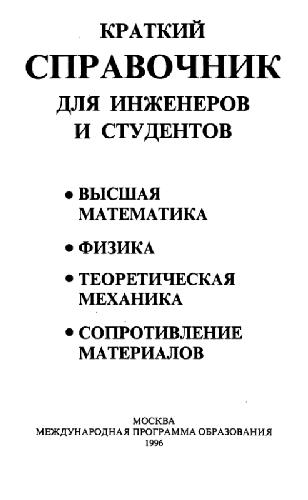 КРАТКИЙ
СПРАВОЧНИК
ДЛЯ ИНЖЕНЕРОВ
И СТУДЕНТОВ
• ВЫСШАЯ
МАТЕМАТИКА
• ФИЗИКА
• ТЕОРЕТИЧЕСКАЯ
МЕХАНИКА
• СОПРОТИВЛЕНИЕ
МАТЕРИАЛОВ
МОСКВА
МЕЖДУНАРОДНАЯ ПРОГРАММА ОБРАЗОВАНИЯ
1996